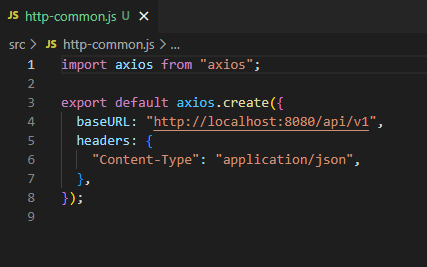 JS http-common.js U X
src > JS http-common.js > ...
1 import axios from "axios";
2
3 export default axios.create({
4 baseURL: "http://localhost:8080/api/v1",
5 headers: {
6 "Content-Type": "application/json",
7 },
8 });
9